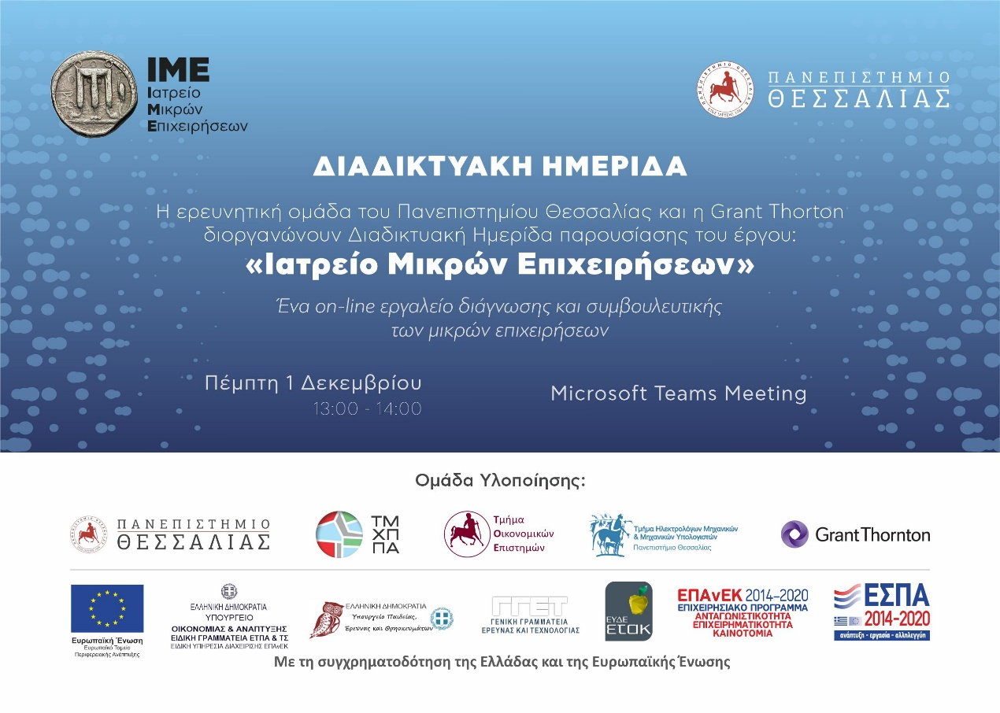 ΙΜΕ
Ιατρείο
Μικρών
Επιχειρήσεων
ΠΑΝΕΠΙΣΤΗΜΙΟ
ΘΕΣΣΑΛΙΑΣ
ΔΙΑΔΙΚΤΥΑΚΗ ΗΜΕΡΙΔΑ
Η ερευνητική ομάδα του Πανεπιστημίου Θεσσαλίας και η Grant Thorton
διοργανώνουν Διαδικτυακή Ημερίδα παρουσίασης του έργου:
«Ιατρείο Μικρών Επιχειρήσεων»
Ένα on-line εργαλείο διάγνωσης και συμβουλευτικής
των μικρών επιχειρήσεων
Πέμπτη 1 Δεκεμβρίου
13:00 - 14:00
Microsoft Teams Meeting
Ομάδα Υλοποίησης:
ΠΑΝΕΠΙΣΤΗΜΙΟ
ΘΕΣΣΑΛΙΑΣ
ΤΜ
ΧΠ
ΠΑ
Τμήμα
Οικονομικών
Επιστημών
Τμήμα Ηλεκτρολόγων Μηχανικών
& Μηχανικών Υπολογιστών
Πανεπιστήμιο Θεσσαλίας
Grant Thornton
Ευρωπαϊκή Ένωση
Ευρωπαϊκό Ταμείο
Περιφερειακής Ανάπτυξης
ΕΛΛΗΝΙΚΗ ΔΗΜΟΚΡΑΤΙΑ
ΥΠΟΥΡΓΕΙΟ
ΟΙΚΟΝΟΜΙΑΣ & ΑΝΑΠΤΥΞΗΣ
ΕΙΔΙΚΗ ΓΡΑΜΜΑΤΕΙΑ ΕΤΠΑ & ΤΣ
ΕΙΔΙΚΗ ΥΠΗΡΕΣΙΑ ΔΙΑΧΕΙΡΙΣΗΣ ΕΠΑνΕΚ
ΕΛΛΗΝΙΚΗ ΔΗΜΟΚΡΑΤΙΑ
Υπουργείο Παιδείας,
Έρευνας και Θρησκευμάτων
ΓΓΕΤ
ΓΕΝΙΚΗ ΓΡΑΜΜΑΤΕΙΑ
ΕΡΕΥΝΑΣ ΚΑΙ ΤΕΧΝΟΛΟΓΙΑΣ
ΕΥΔΕ
ΕΤΑΚ
ΕΠΑνΕΚ 2014–2020
ΕΠΙΧΕΙΡΗΣΙΑΚΟ ΠΡΟΓΡΑΜΜΑ
ΑΝΤΑΓΩΝΙΣΤΙΚΟΤΗΤΑ
ΕΠΙΧΕΙΡΗΜΑΤΙΚΟΤΗΤΑ
ΚΑΙΝΟΤΟΜΙΑ
ΕΣΠΑ
2014-2020
ανάπτυξη - εργασία - αλληλεγγύη
Με τη συγχρηματοδότηση της Ελλάδας και της Ευρωπαϊκής Ένωσης